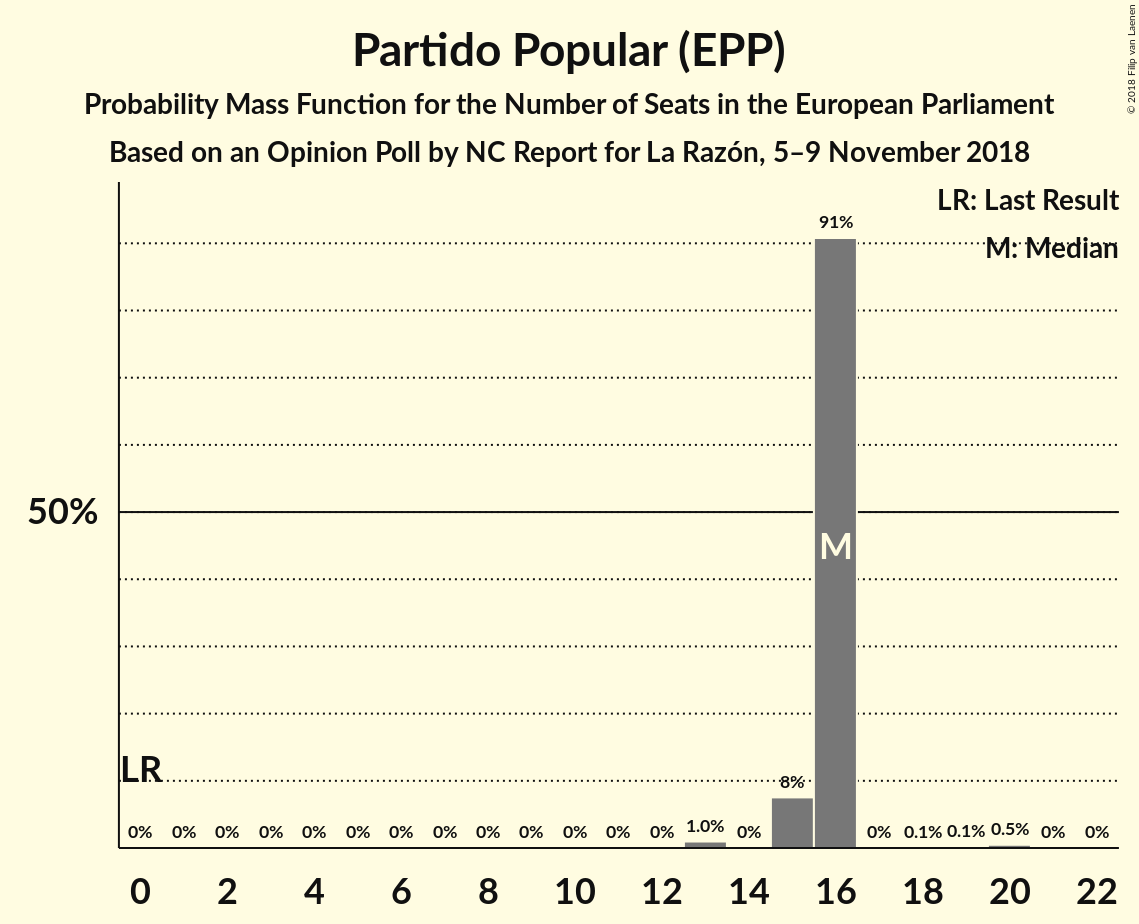 Partido Popular (EPP)
Probability Mass Function for the Number of Seats in the European Parliament
Based on an Opinion Poll by NC Report for La Razón, 5–9 November 2018
© 2018 Filip van Laenen
LR: Last Result
M: Median
91%
50%
M
LR
8%
0% 0% 0% 0% 0% 0% 0% 0% 0% 0% 0% 0% 0% 1.0% 0% 0% 0.1% 0.1% 0.5% 0% 0%
0 2 4 6 8 10 12 14 16 18 20 22